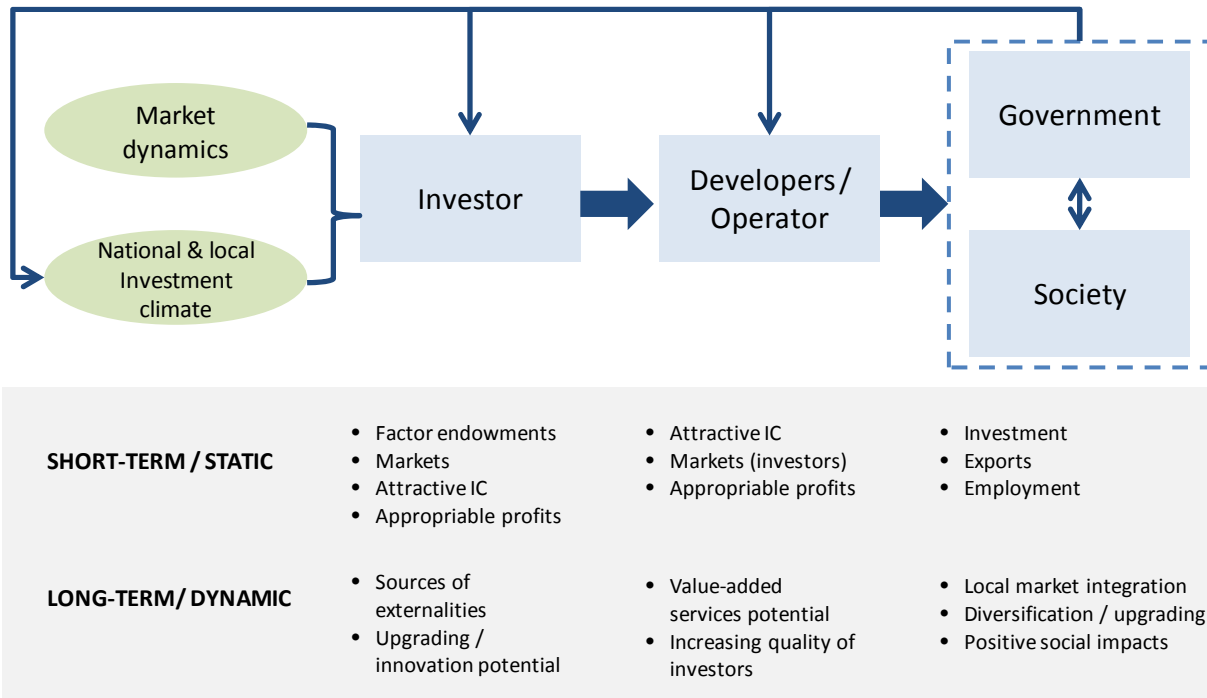 Market
dynamics
National & local
Investment
climate
Investor
Developers/
Operator
Government
Society
SHORT-TERM / STATIC
• Factor endowments
• Markets
• Attractive IC
• Appropriable profits
• Attractive IC
• Markets (investors)
• Appropriable profits
• Investment
• Exports
• Employment
LONG-TERM/ DYNAMIC
• Sources of
externalities
• Upgrading /
innovation potential
• Value-added
services potential
• Increasing quality of
investors
• Local market integration
• Diversification / upgrading
• Positive social impacts